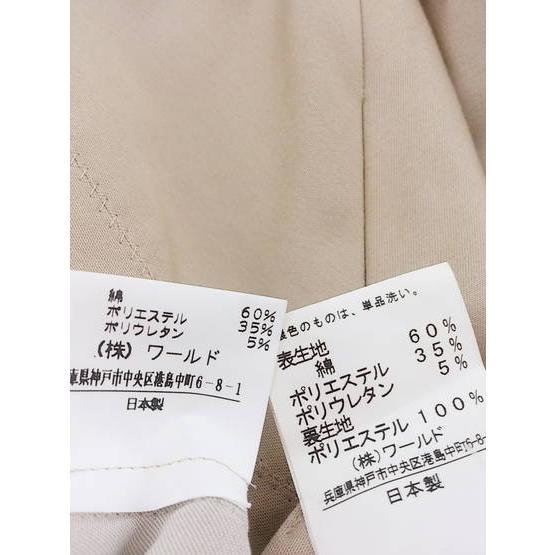 綿 60%
ポリエステル 35%
ポリウレタン 5%
(株) ワールド
庫県神戸市中央区港島中町6-8-1
日本製
色のものは、単品洗い。
表生地
綿 60%
ポリエステル 35%
ポリウレタン 5%
裏生地
ポリエステル 100%
(株) ワールド
兵庫県神戸市中央区港島中町6-8-
日本製